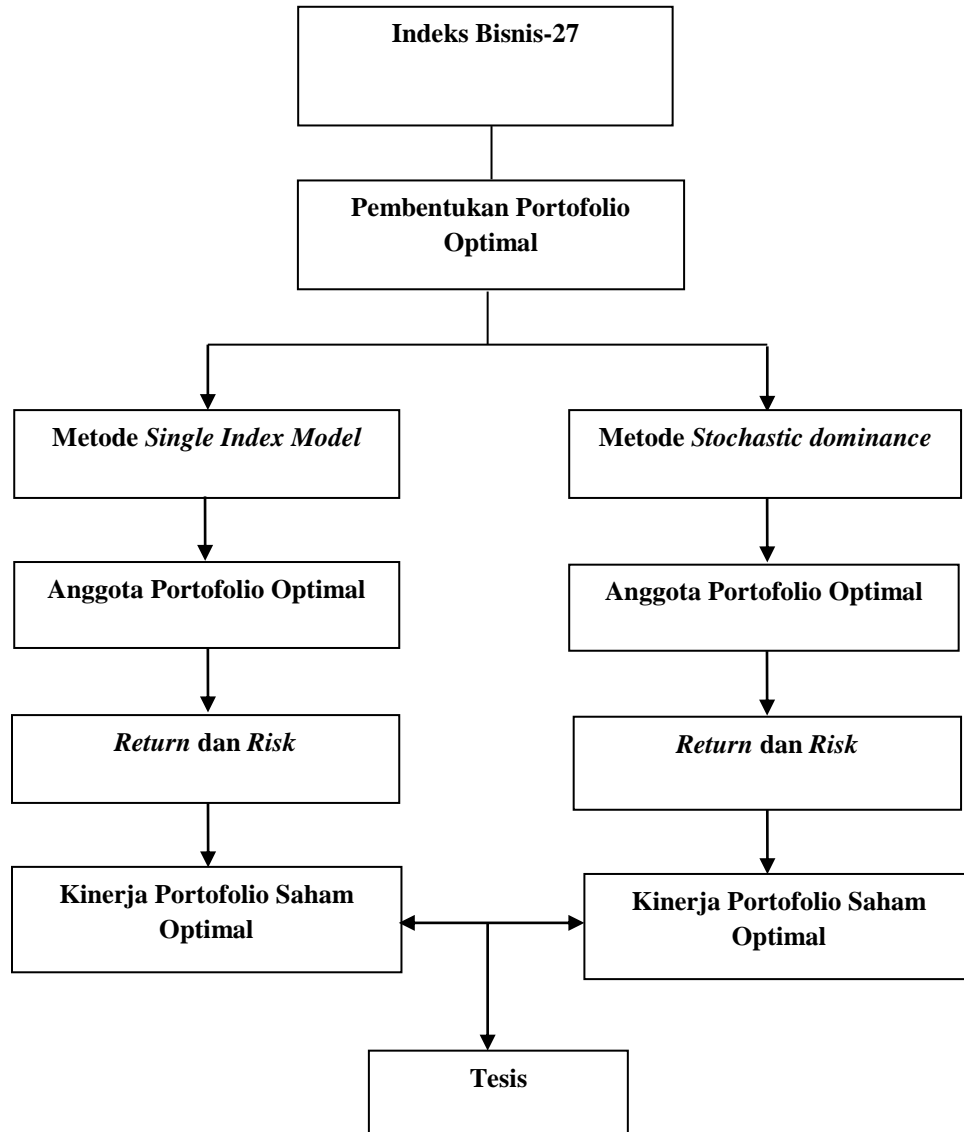 Indeks Bisnis-27
Pembentukan Portofolio
Optimal
Metode Single Index Model
Metode Stochastic dominance
Anggota Portofolio Optimal
Anggota Portofolio Optimal
Return dan Risk
Return dan Risk
Kinerja Portofolio Saham
Optimal
Kinerja Portofolio Saham
Optimal
Tesis